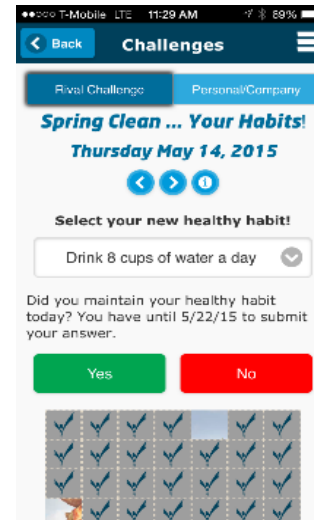 T-Mobile LTE 11:29 AM 89%
Back Challenges
Rival Challenge Personal/Company
Spring Clean ... Your Habits!
Thursday May 14, 2015
Select your new healthy habit!
Drink 8 cups of water a day
Did you maintain your healthy habit
today? You have until 5/22/15 to submit
your answer.
Yes No